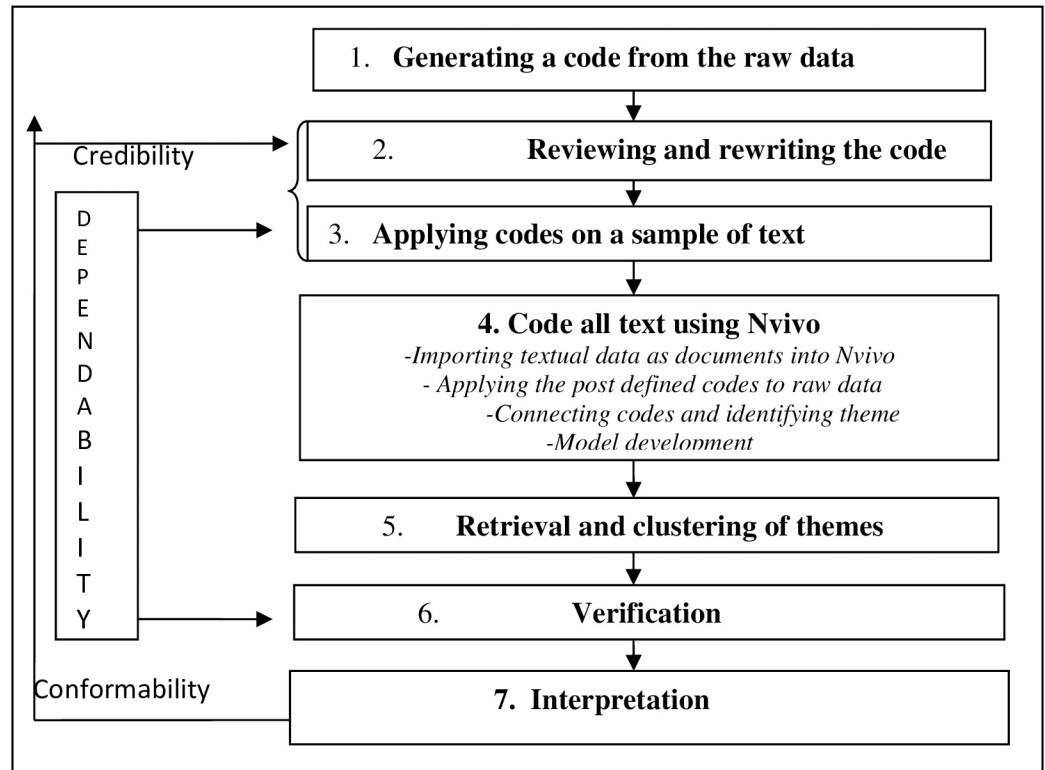 1. Generating a code from the raw data
Credibility
2. Reviewing and rewriting the code
DEPENDABILITY
3. Applying codes on a sample of text
4. Code all text using Nvivo
-Importing textual data as documents into Nvivo
- Applying the post defined codes to raw data
-Connecting codes and identifying theme
-Model development
5. Retrieval and clustering of themes
6. Verification
Conformability
7. Interpretation